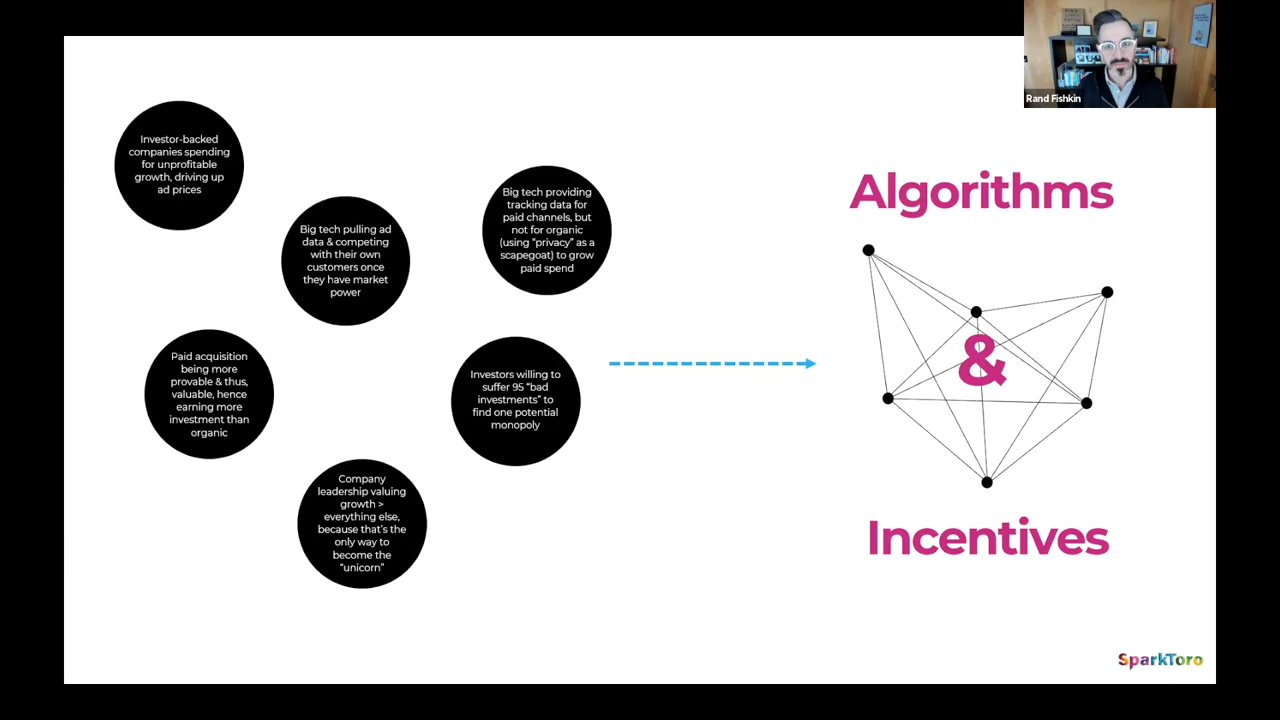 Rand Fishkin
Investor-backed
companies spending
for unprofitable
growth, driving up
ad prices
Big tech pulling ad
data & competing
with their own
customers once
they have market
power
Big tech providing
tracking data for
paid channels, but
not for organic
(using "privacy" as a
scapegoat) to grow
paid spend
Paid acquisition
being more
provable & thus,
valuable, hence
earning more
investment than
organic
Investors willing to
suffer 95 "bad
investments" to
find one potential
monopoly
Company
leadership valuing
growth >
everything else,
because that's the
only way to
become the
"unicorn"
Algorithms
&
Incentives
SparkToro